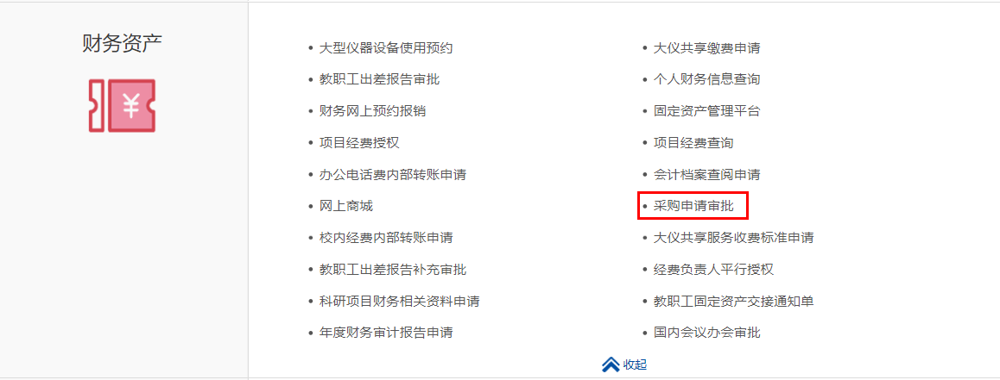 财务资产
¥
大型仪器设备使用预约
大仪共享缴费申请
教职工出差报告审批
个人财务信息查询
财务网上预约报销
固定资产管理平台
项目经费授权
项目经费查询
办公电话费内部转账申请
会计档案查阅申请
网上商城
采购申请审批
校内经费内部转账申请
大仪共享服务收费标准申请
教职工出差报告补充审批
经费负责人平行授权
科研项目财务相关资料申请
教职工固定资产交接通知单
年度财务审计报告申请
国内会议办会审批
收起